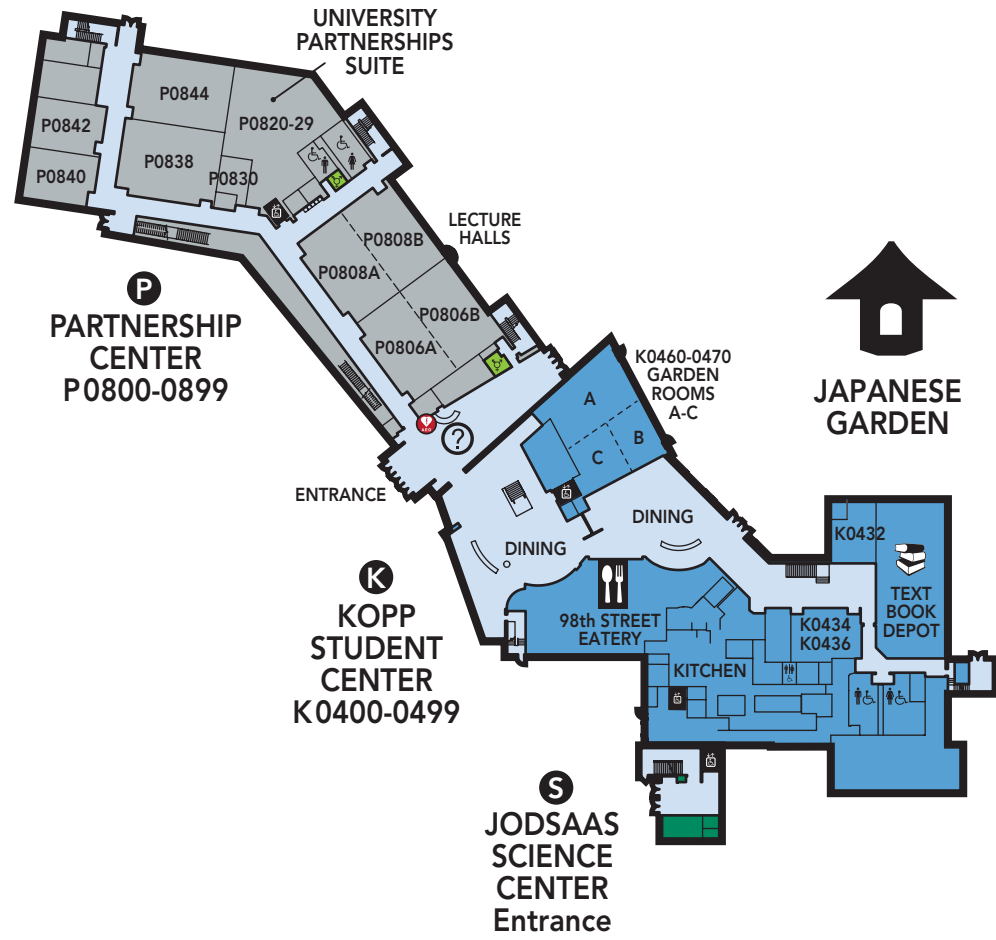 UNIVERSITY
PARTNERSHIPS
SUITE
P0844
P0842
P0820-29
P0838
P0840
P0830
LECTURE
HALLS
P0808B
P0808A
P0806B
P0806A
P
PARTNERSHIP
CENTER
P0800-0899
K0460-0470
GARDEN
ROOMS
A-C
A
B
C
JAPANESE
GARDEN
AED
?
ENTRANCE
DINING
DINING
K0432
TEXT
BOOK
DEPOT
98th STREET
EATERY
K0434
K0436
KITCHEN
K
KOPP
STUDENT
CENTER
K0400-0499
S
JODSAAS
SCIENCE
CENTER
Entrance